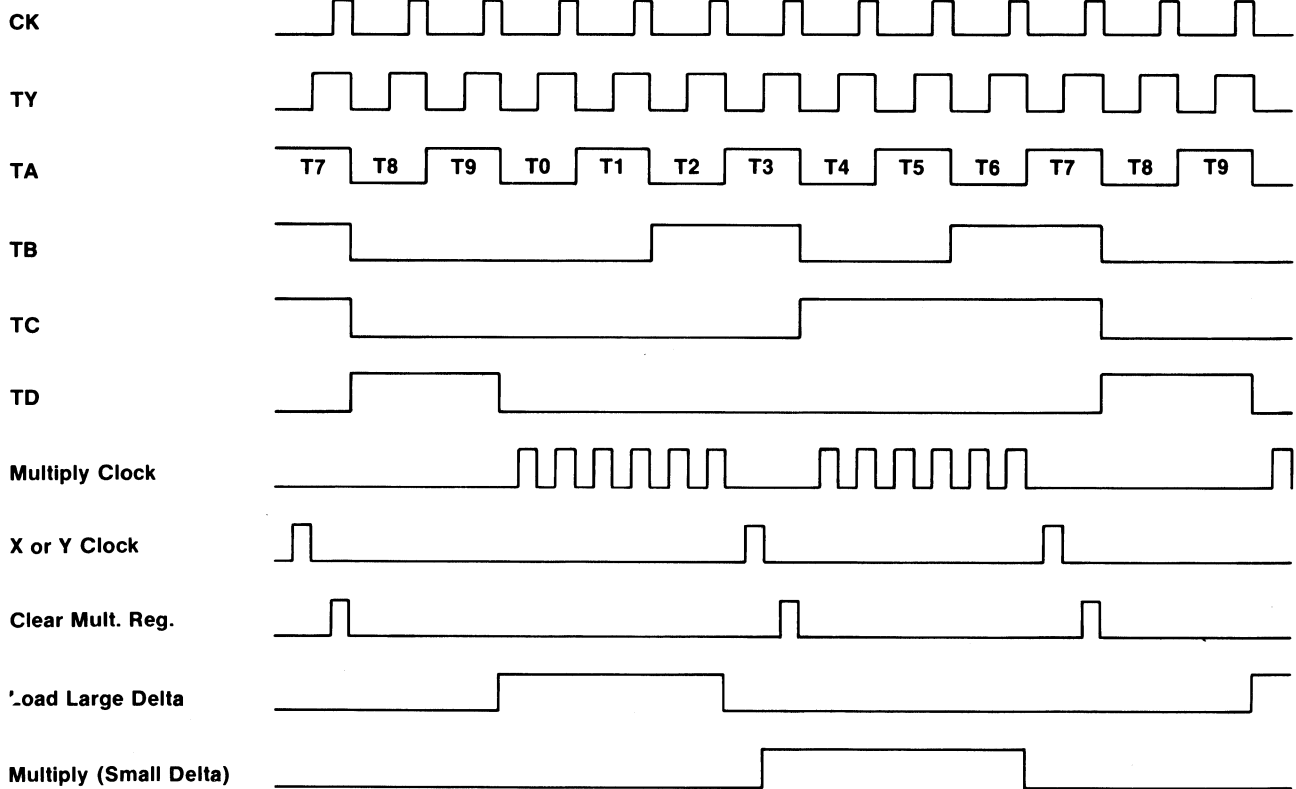 CK
TY
TA T7 T8 T9 T0 T1 T2 T3 T4 T5 T6 T7 T8 T9
TB
TC
TD
Multiply Clock
X or Y Clock
Clear Mult. Reg.
Load Large Delta
Multiply (Small Delta)